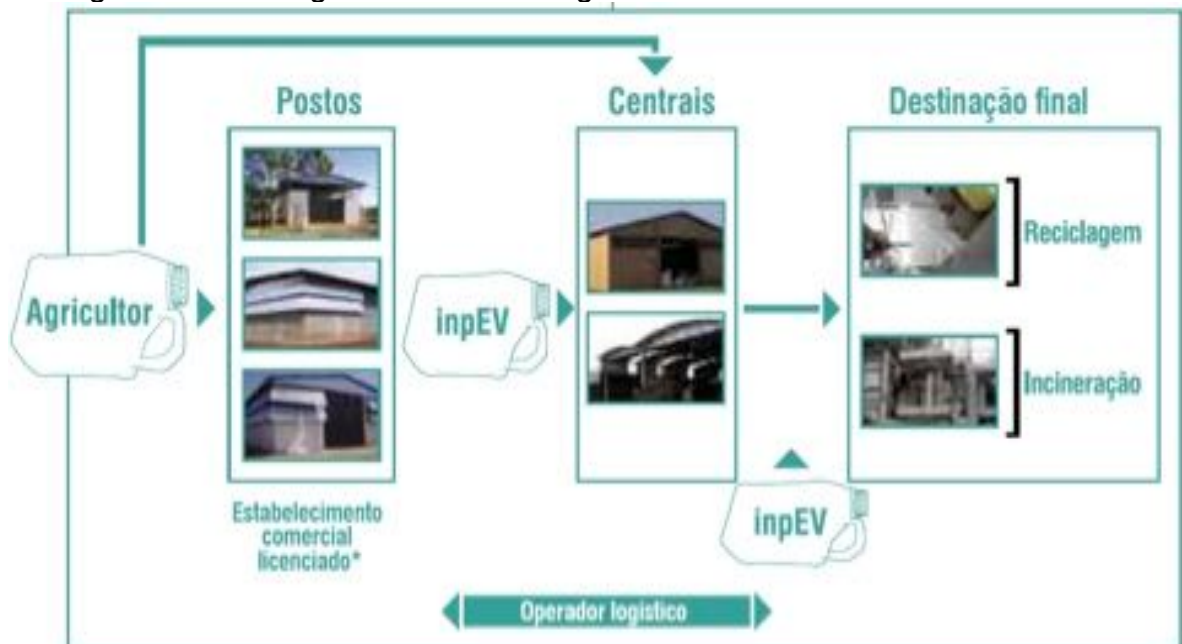 Postos
Centrais
Destinação final
Agricultor
inpEV
Reciclagem
Incineração
Estabelecimento
comercial
licenciado*
inpEV
Operador logístico